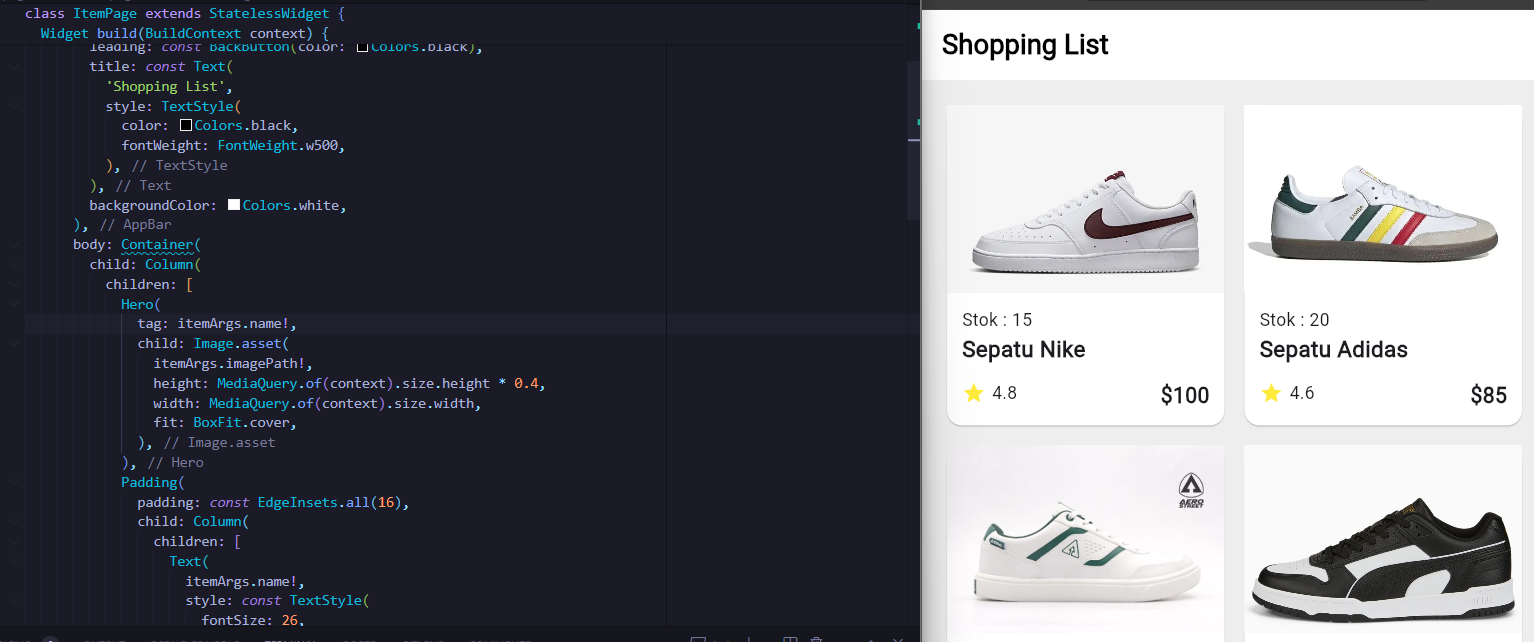 class ItemPage extends StatelessWidget {
Widget build(BuildContext context) {
leading: const BackButton(color: Colors.black),
title: const Text(
'Shopping List',
style: TextStyle(
color: Colors.black,
fontWeight: FontWeight.w500,
), // TextStyle
), // Text
backgroundColor: Colors.white,
), // AppBar
body: Container(
child: Column(
children: [
Hero(
tag: itemArgs.name!,
child: Image.asset(
itemArgs.imagePath!,
height: MediaQuery.of(context).size.height * 0.4,
width: MediaQuery.of(context).size.width,
fit: BoxFit.cover,
), // Image.asset
), // Hero
Padding(
padding: const EdgeInsets.all(16),
child: Column(
children: [
Text(
itemArgs.name!,
style: const TextStyle(
fontSize: 26,
Shopping List
Stok : 15
Sepatu Nike
4.8
$100
SAMBA
Stok : 20
Sepatu Adidas
4.6
$85
AERO
STREET